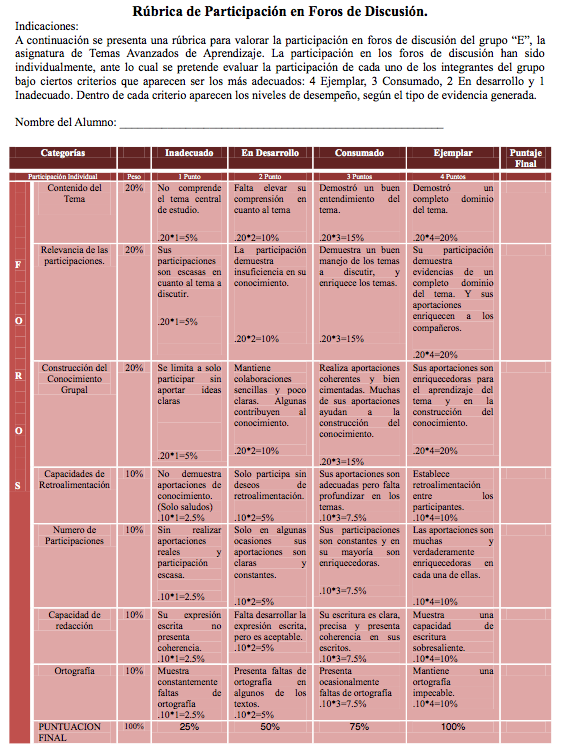 Rúbrica de Participación en Foros de Discusión.
Indicaciones:
A continuación se presenta una rúbrica para valorar la participación en foros de discusión del grupo “E”, la
asignatura de Temas Avanzados de Aprendizaje. La participación en los foros de discusión han sido
individualmente, ante lo cual se pretende evaluar la participación de cada uno de los integrantes del grupo
bajo ciertos criterios que aparecen ser los más adecuados: 4 Ejemplar, 3 Consumado, 2 En desarrollo y 1
Inadecuado. Dentro de cada criterio aparecen los niveles de desempeño, según el tipo de evidencia generada.
Nombre del Alumno: ______________________________________________
Categorías Inadecuado En Desarrollo Consumado Ejemplar Puntaje
Final
Participación Individual Peso 1 Punto 2 Punto 3 Puntos 4 Puntos
F
O
R
O
S
Contenido del
Tema
20%
No comprende
el tema central
de estudio.
.20*1=5%
Falta elevar su
comprensión en
cuanto al tema
.20*2=10%
Demostró un buen
entendimiento del
tema.
.20*3=15%
Demostró un
completo dominio
del tema.
.20*4=20%
Relevancia de las
participaciones.
20%
Sus
participaciones
son escasas en
cuanto al tema a
discutir.
.20*1=5%
La participación
demuestra
insuficiencia en su
conocimiento.
.20*2=10%
Demuestra un buen
manejo de los temas
a discutir, y
enriquece los temas.
.20*3=15%
Su participación
demuestra
evidencias de un
completo dominio
del tema. Y sus
aportaciones
enriquecen a los
compañeros.
.20*4=20%
Construcción del
Conocimiento
Grupal
20%
Se limita a solo
participar sin
aportar ideas
claras
.20*1=5%
Mantiene
colaboraciones
sencillas y poco
claras. Algunas
contribuyen al
conocimiento.
.20*2=10%
Realiza aportaciones
coherentes y bien
cimentadas. Muchas
de sus aportaciones
ayudan a la
construcción del
conocimiento.
.20*3=15%
Sus aportaciones son
enriquecedoras para
el aprendizaje del
tema y en la
construcción del
conocimiento.
.20*4=20%
Capacidades de
Retroalimentación
10%
No demuestra
aportaciones de
conocimiento.
(Solo saludos)
.10*1=2.5%
Solo participa sin
deseos de
retroalimentación.
.10*2=5%
Sus aportaciones son
adecuadas pero falta
profundizar en los
temas.
.10*3=7.5%
Establece
retroalimentación
entre los
participantes.
.10*4=10%
Numero de
Participaciones
10%
Sin realizar
aportaciones
reales y
participación
escasa.
.10*1=2.5%
Solo en algunas
ocasiones sus
aportaciones son
claras y
constantes.
.10*2=5%
Sus participaciones
son constantes y en
su mayoría son
enriquecedoras.
.10*3=7.5%
Las aportaciones son
muchas y
verdaderamente
enriquecedoras en
cada una de ellas.
.10*4=10%
Capacidad de
redacción
10%
Su expresión
escrita no
presenta
coherencia.
.10*1=2.5%
Falta desarrollar la
expresión escrita,
pero es aceptable.
.10*2=5%
Su escritura es clara,
precisa y presenta
coherencia en sus
escritos.
.10*3=7.5%
Muestra una
capacidad de
escritura
sobresaliente.
.10*4=10%
Ortografía
10%
Muestra
constantemente
faltas de
ortografía
.10*1=2.5%
Presenta faltas de
ortografía en
algunos de los
textos.
.10*2=5%
Presenta
ocasionalmente
faltas de ortografía
.10*3=7.5%
Mantiene una
ortografía
impecable.
.10*4=10%
PUNTUACION
FINAL
100% 25% 50% 75% 100%